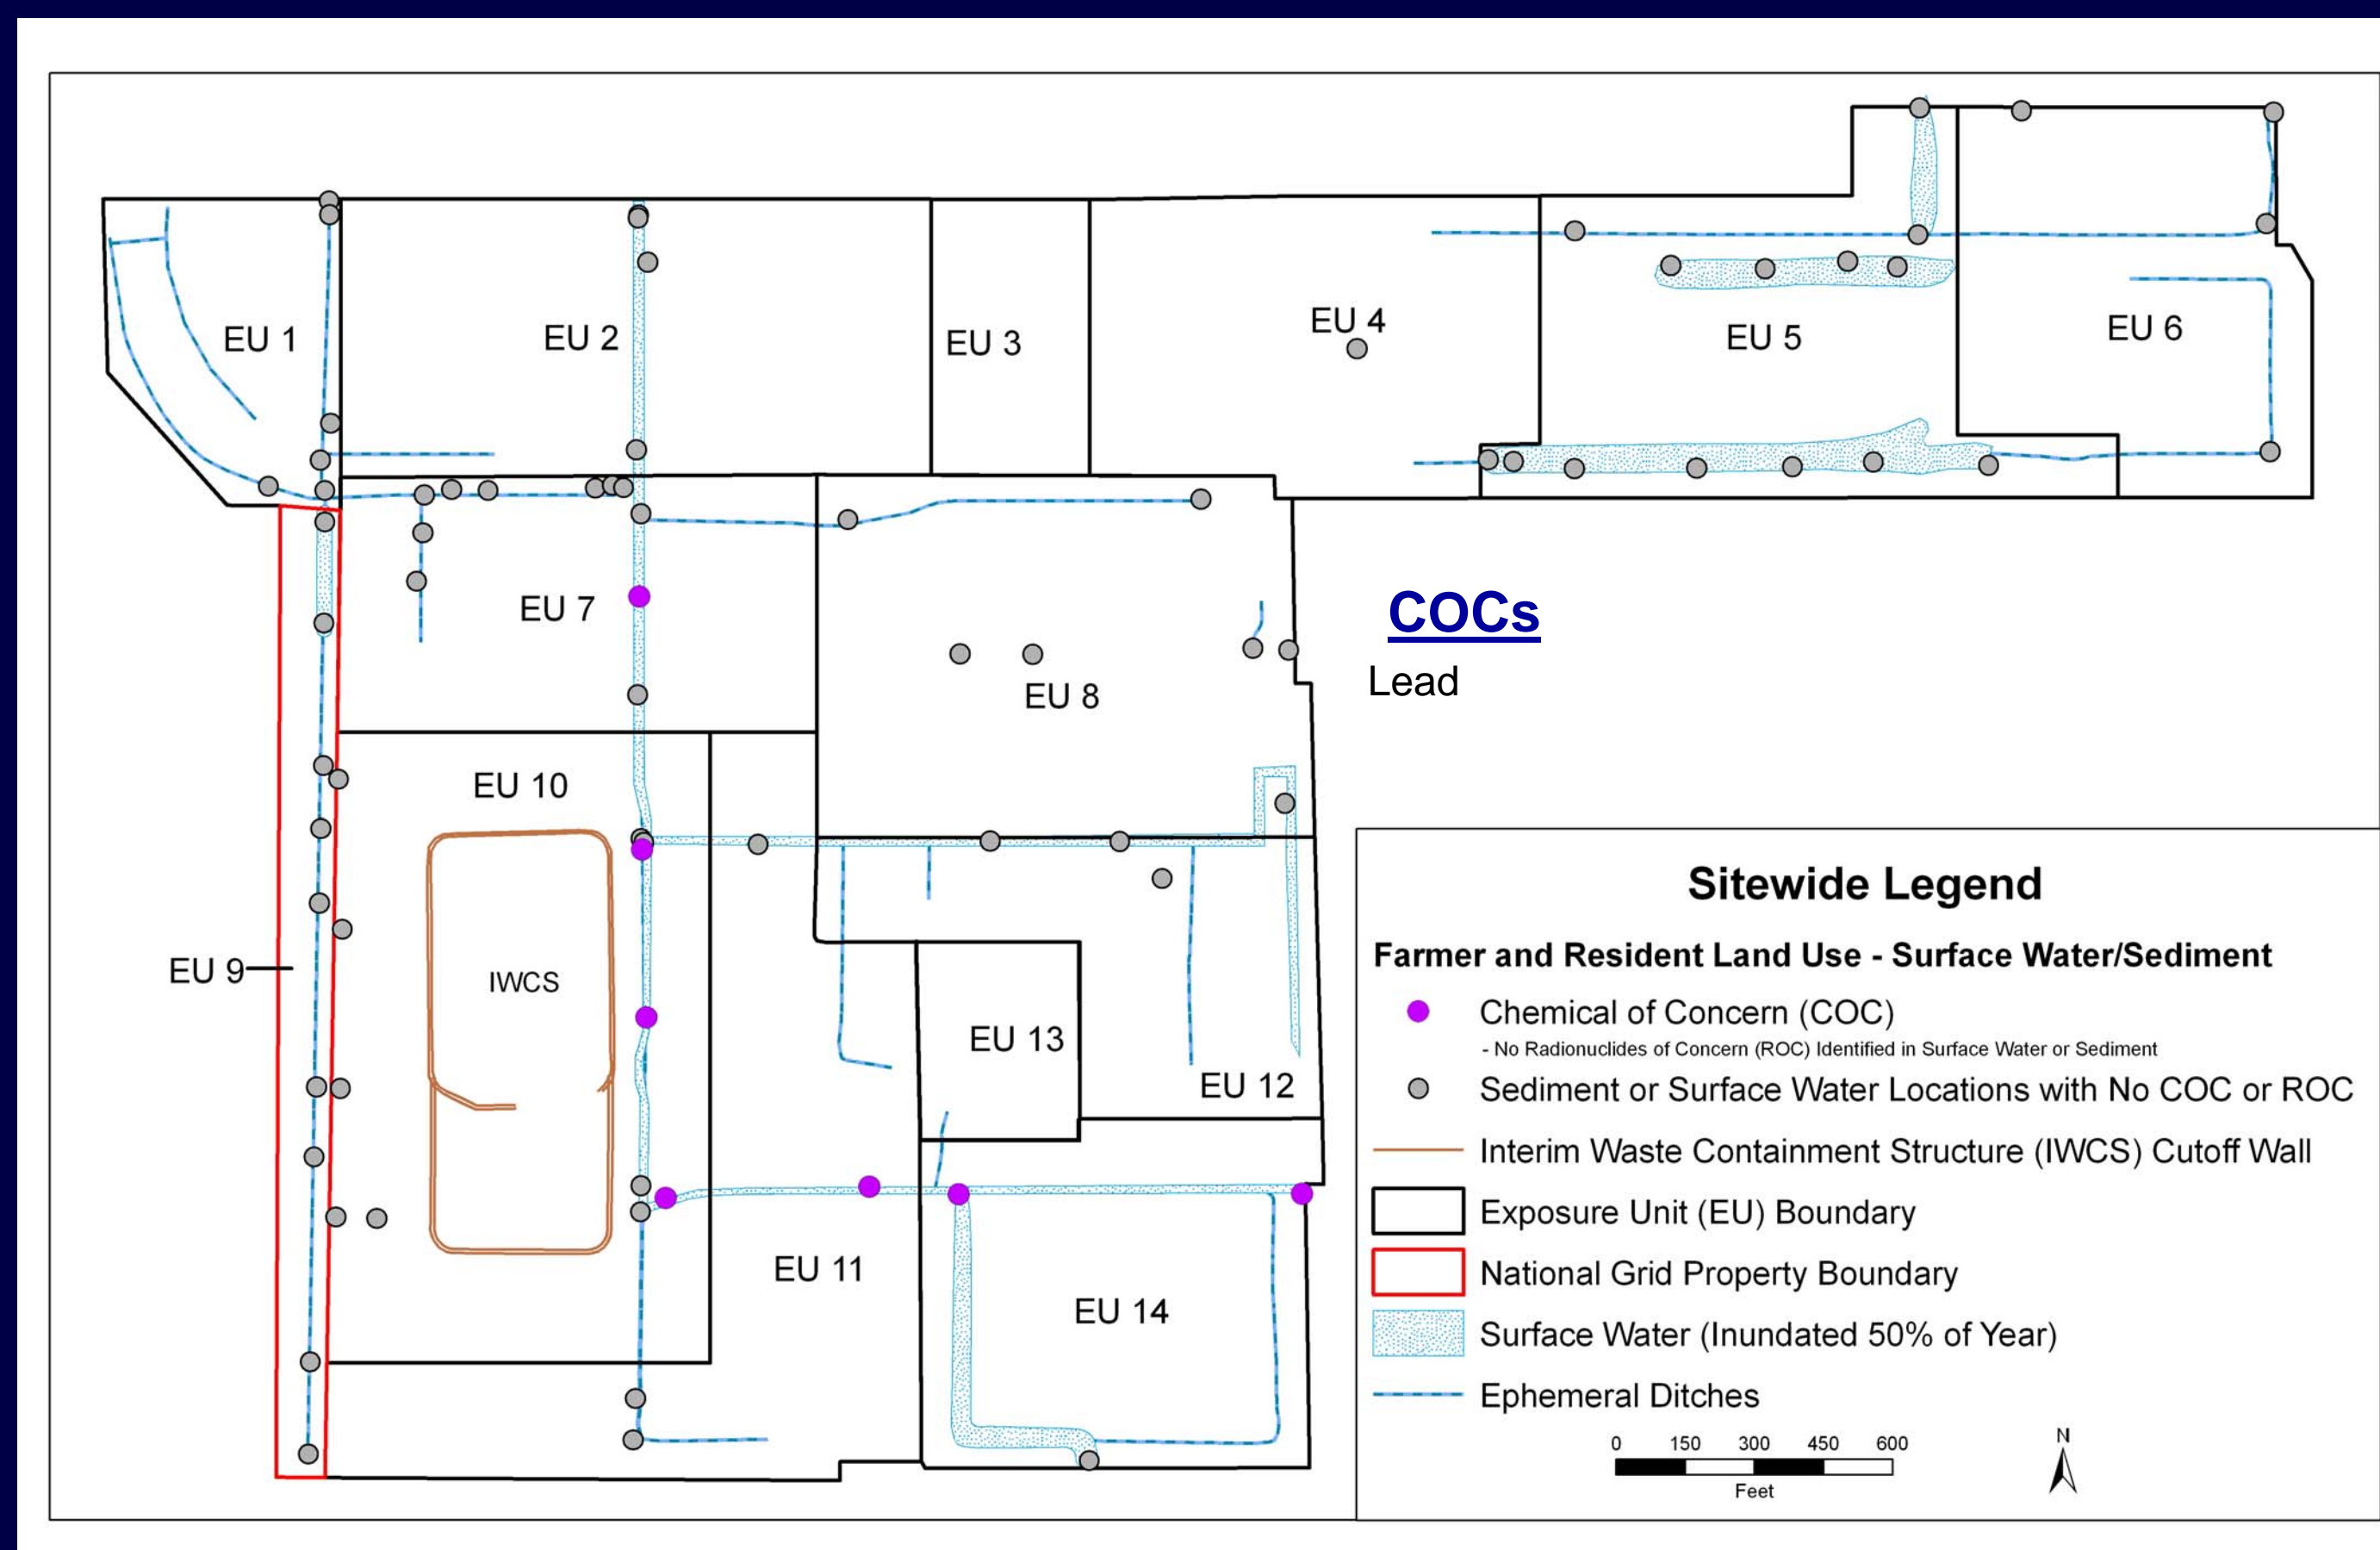 EU 1
EU 2
EU 3
EU 4
EU 5
EU 6
EU 7
EU 8
COCs
Lead
EU 10
EU 9
IWCS
EU 13
EU 12
EU 11
EU 14
Sitewide Legend
Farmer and Resident Land Use - Surface Water/Sediment
Chemical of Concern (COC)
- No Radionuclides of Concern (ROC) Identified in Surface Water or Sediment
Sediment or Surface Water Locations with No COC or ROC
Interim Waste Containment Structure (IWCS) Cutoff Wall
Exposure Unit (EU) Boundary
National Grid Property Boundary
Surface Water (Inundated 50% of Year)
Ephemeral Ditches
0 150 300 450 600
Feet
N